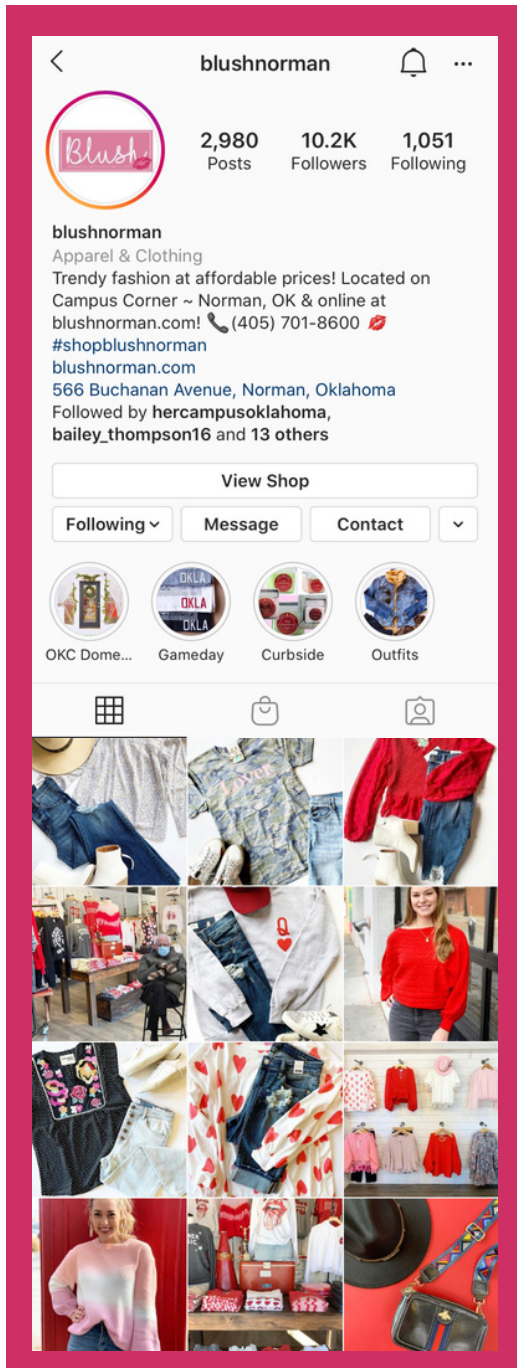 blushnorman
Blush
2,980 10.2K 1,051
Posts Followers Following
blushnorman
Apparel & Clothing
Trendy fashion at affordable prices! Located on
Campus Corner ~ Norman, OK & online at
blushnorman.com! 📞(405) 701-8600 💋
#shopblushnorman
blushnorman.com
566 Buchanan Avenue, Norman, Oklahoma
Followed by hercampusoklahoma,
bailey_thompson16 and 13 others
View Shop
Following Message Contact
OKLA
OKLA
OKLA
OKC Dome... Gameday Curbside Outfits
Lover
Q